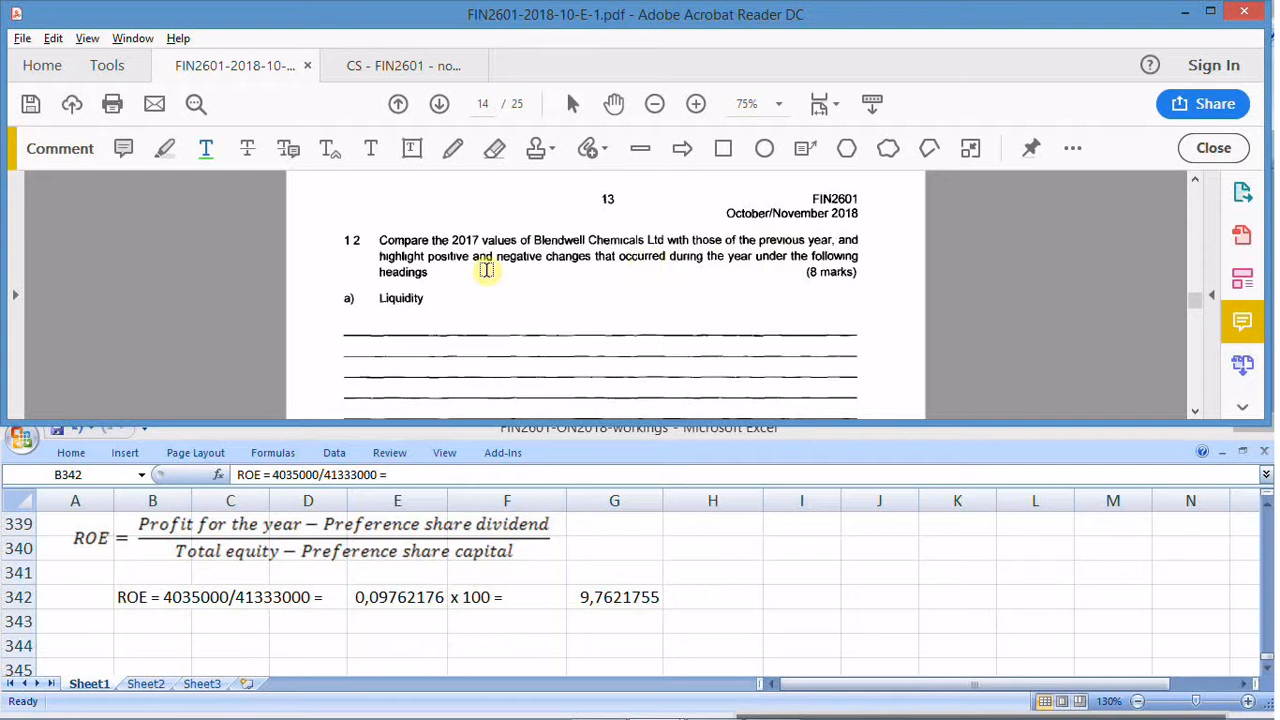 FIN2601-2018-10-E-1.pdf - Adobe Acrobat Reader DC
File Edit View Window Help
Home Tools FIN2601-2018-10-... × CS - FIN2601 - no... ? Sign In
14 / 25 75% Share
Comment T T T T T Close
13 FIN2601
October/November 2018
1 2 Compare the 2017 values of Blendwell Chemicals Ltd with those of the previous year, and
highlight positive and negative changes that occurred during the year under the following
headings (8 marks)
a) Liquidity
FIN2601-ON2018-workings - Microsoft Excel
Home Insert Page Layout Formulas Data Review View Add-Ins
B342 fx ROE = 4035000/41333000 =
A B C D E F G H I J K L M N
339 ROE = Profit for the year − Preference share dividend
340 Total equity − Preference share capital
341
342 ROE = 4035000/41333000 = 0,09762176 x 100 = 9,7621755
343
344
345
Sheet1 Sheet2 Sheet3
Ready 130%